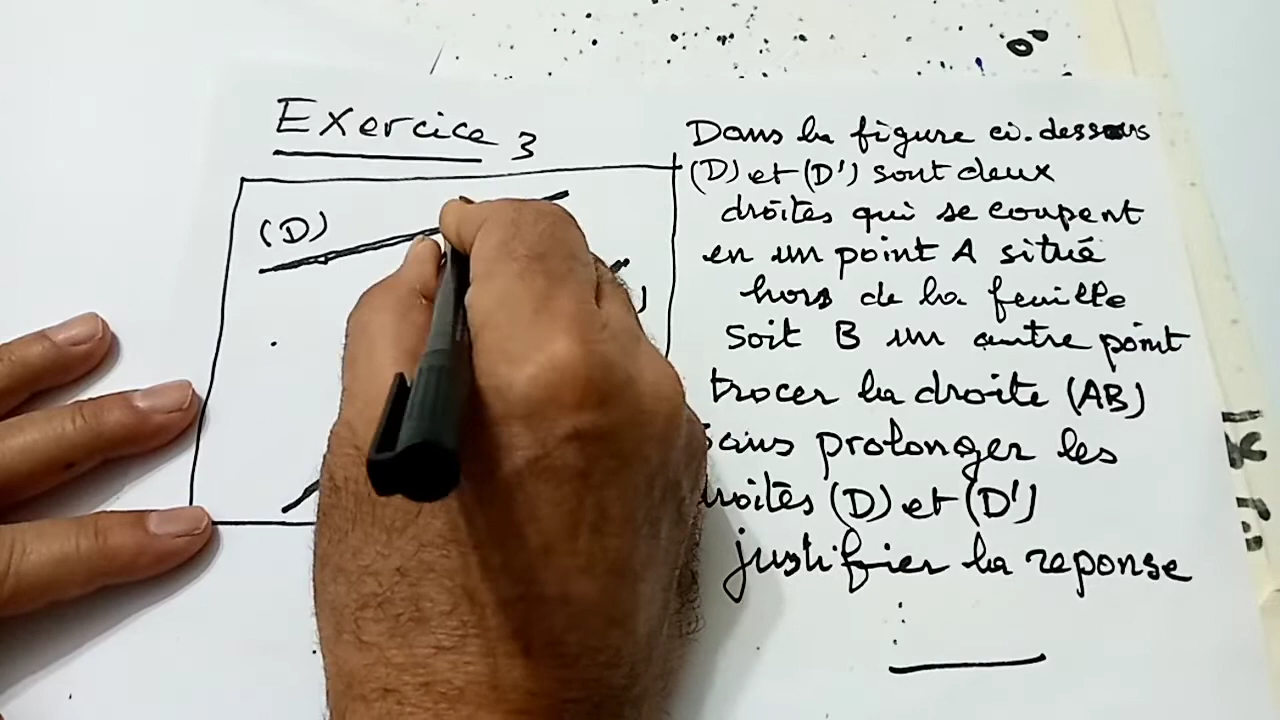 Exercice 3
(D)
Dans la figure ci.dessous
(D) et (D') sont deux
droites qui se coupent
en un point A situé
hors de la feuille
soit B un autre point
tracer la droite (AB)
sans prolonger les
droites (D) et (D')
justifier la reponse